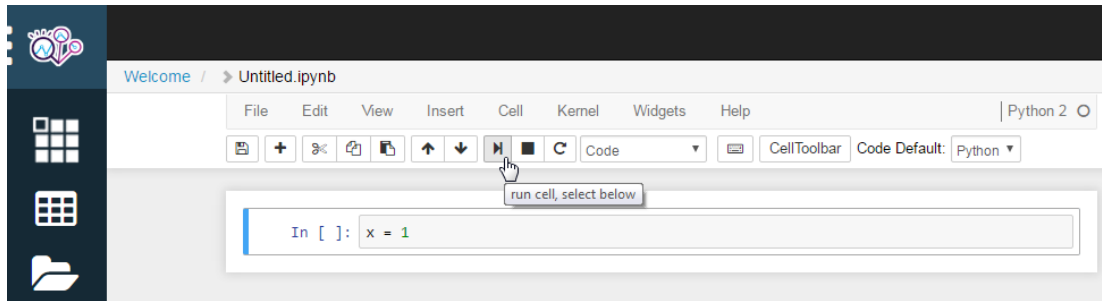 Welcome / > Untitled.ipynb
File Edit View Insert Cell Kernel Widgets Help Python 2
Code CellToolbar Code Default: Python
run cell, select below
In [ ]: x = 1